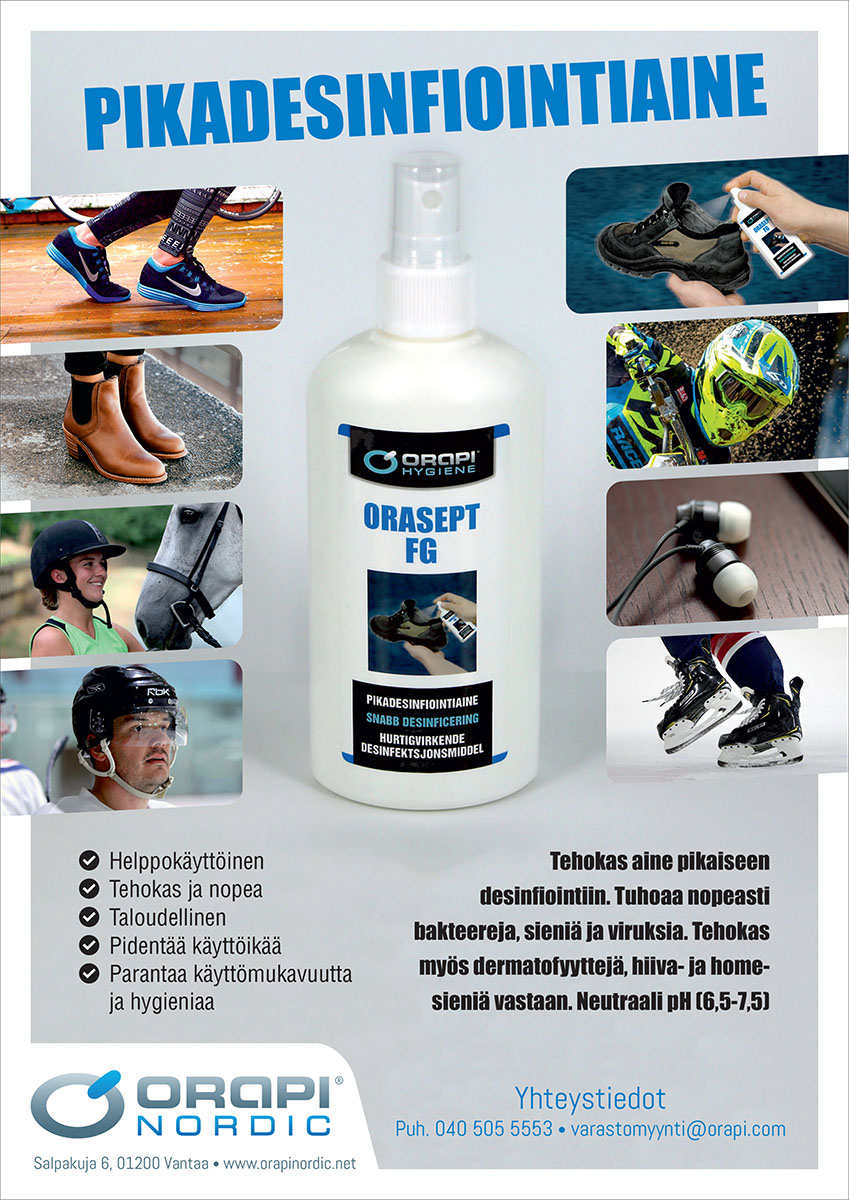 PIKADESINFIOINTIAINE
ORAPI
HYGIENE
ORASEPT
FG
PIKADESINFIOINTIAINE
SNABB DESINFICERING
HURTIGVIRKENDE
DESINFEKTSJONSMIDDEL
Helppokäyttöinen
Tehokas ja nopea
Taloudellinen
Pidentää käyttöikää
Parantaa käyttömukavuutta
ja hygieniaa
Tehokas aine pikaiseen
desinfiointiin. Tuhoaa nopeasti
bakteereja, sieniä ja viruksia. Tehokas
myös dermatofyyttejä, hiiva- ja home-
sieniä vastaan. Neutraali pH (6,5-7,5)
ORAPI®
NORDIC
Salpakuja 6, 01200 Vantaa • www.orapinordic.net
Yhteystiedot
Puh. 040 505 5553 • varastomyynti@orapi.com